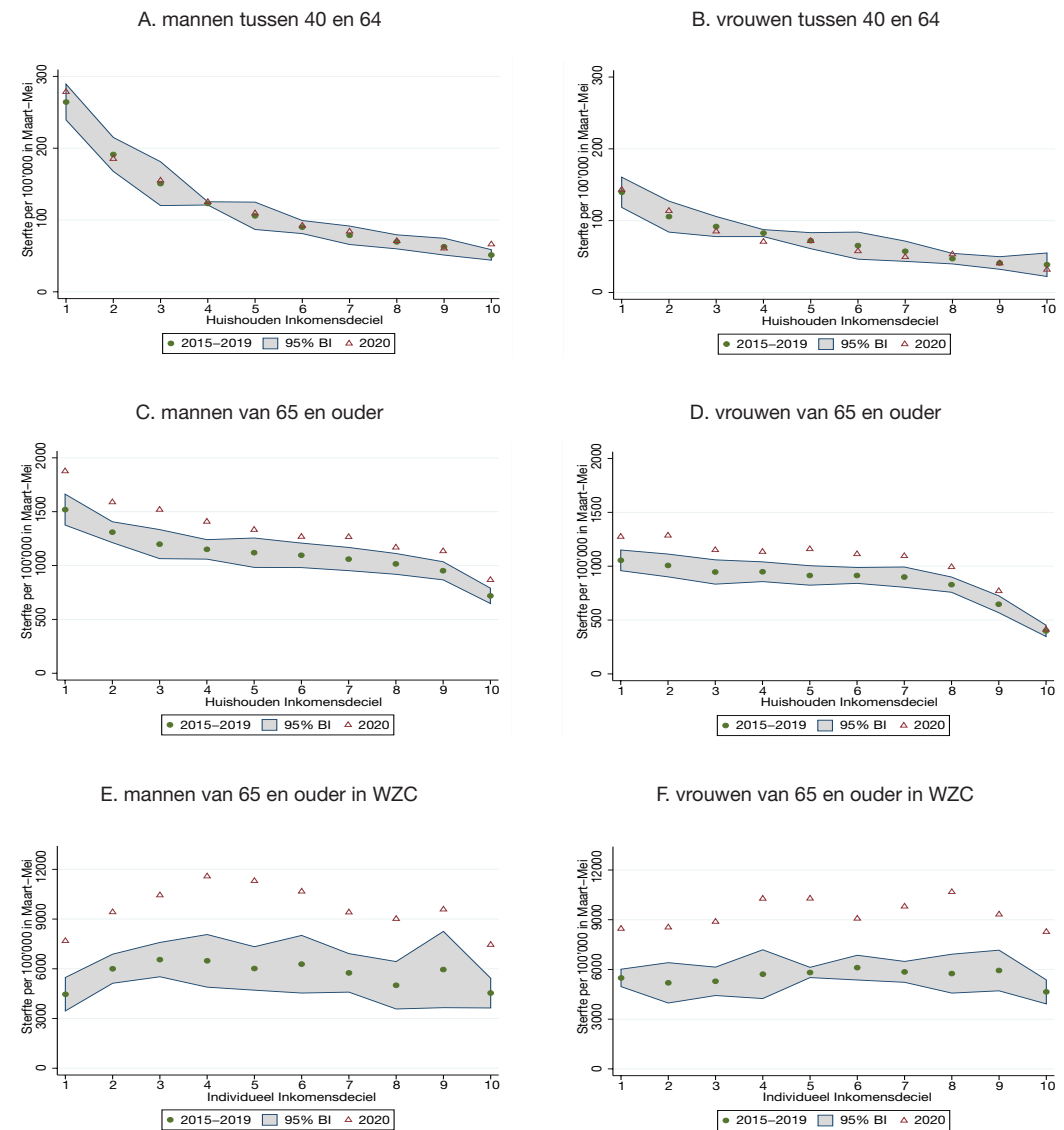 A. mannen tussen 40 en 64
Sterfte per 100'000 in Maart–Mei
300
200
100
0
1 2 3 4 5 6 7 8 9 10
Huishouden Inkomensdeciel
2015–2019 95% BI 2020
B. vrouwen tussen 40 en 64
Sterfte per 100'000 in Maart–Mei
300
200
100
0
1 2 3 4 5 6 7 8 9 10
Huishouden Inkomensdeciel
2015–2019 95% BI 2020
C. mannen van 65 en ouder
Sterfte per 100'000 in Maart–Mei
2000
1500
1000
500
0
1 2 3 4 5 6 7 8 9 10
Huishouden Inkomensdeciel
2015–2019 95% BI 2020
D. vrouwen van 65 en ouder
Sterfte per 100'000 in Maart–Mei
2000
1500
1000
500
0
1 2 3 4 5 6 7 8 9 10
Huishouden Inkomensdeciel
2015–2019 95% BI 2020
E. mannen van 65 en ouder in WZC
Sterfte per 100'000 in Maart–Mei
12000
9000
6000
3000
0
1 2 3 4 5 6 7 8 9 10
Individueel Inkomensdeciel
2015–2019 95% BI 2020
F. vrouwen van 65 en ouder in WZC
Sterfte per 100'000 in Maart–Mei
12000
9000
6000
3000
0
1 2 3 4 5 6 7 8 9 10
Individueel Inkomensdeciel
2015–2019 95% BI 2020